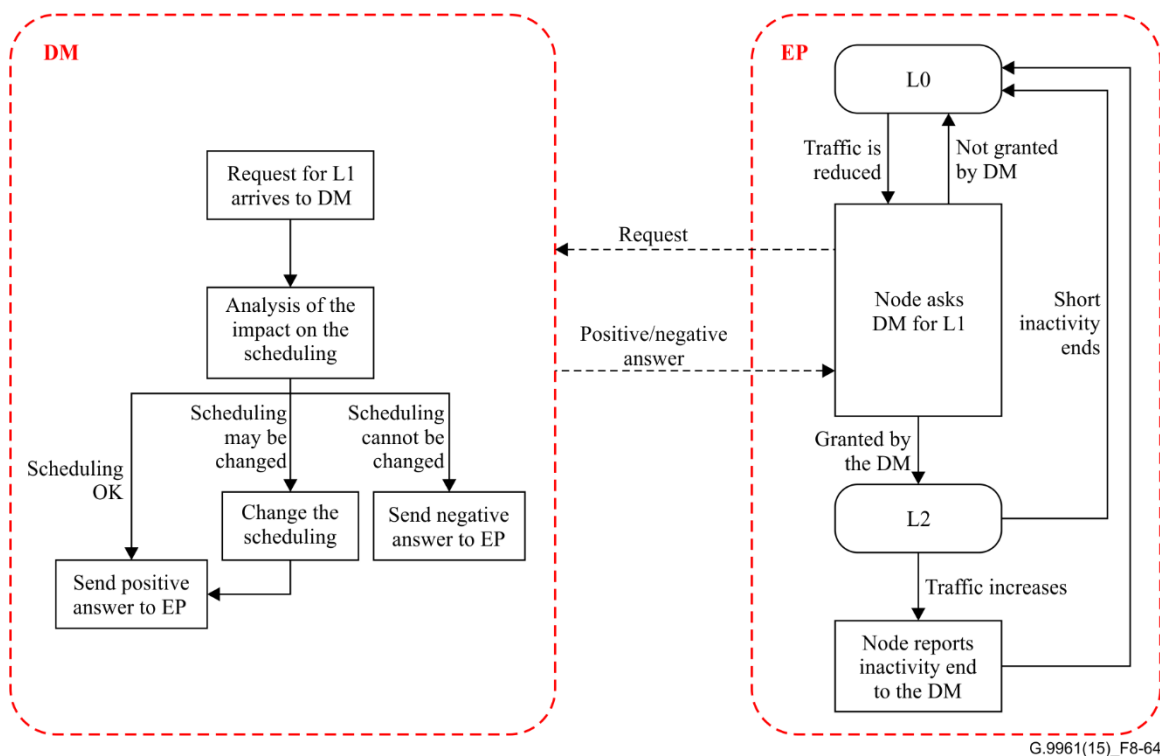 DM
Request for L1
arrives to DM
Analysis of the
impact on the
scheduling
Scheduling
OK
Scheduling
may be
changed
Scheduling
cannot be
changed
Change the
scheduling
Send negative
answer to EP
Send positive
answer to EP
Request
Positive/negative
answer
EP
L0
Traffic is
reduced
Not granted
by DM
Node asks
DM for L1
Short
inactivity
ends
Granted by
the DM
L2
Traffic increases
Node reports
inactivity end
to the DM
G.9961(15)_F8-64